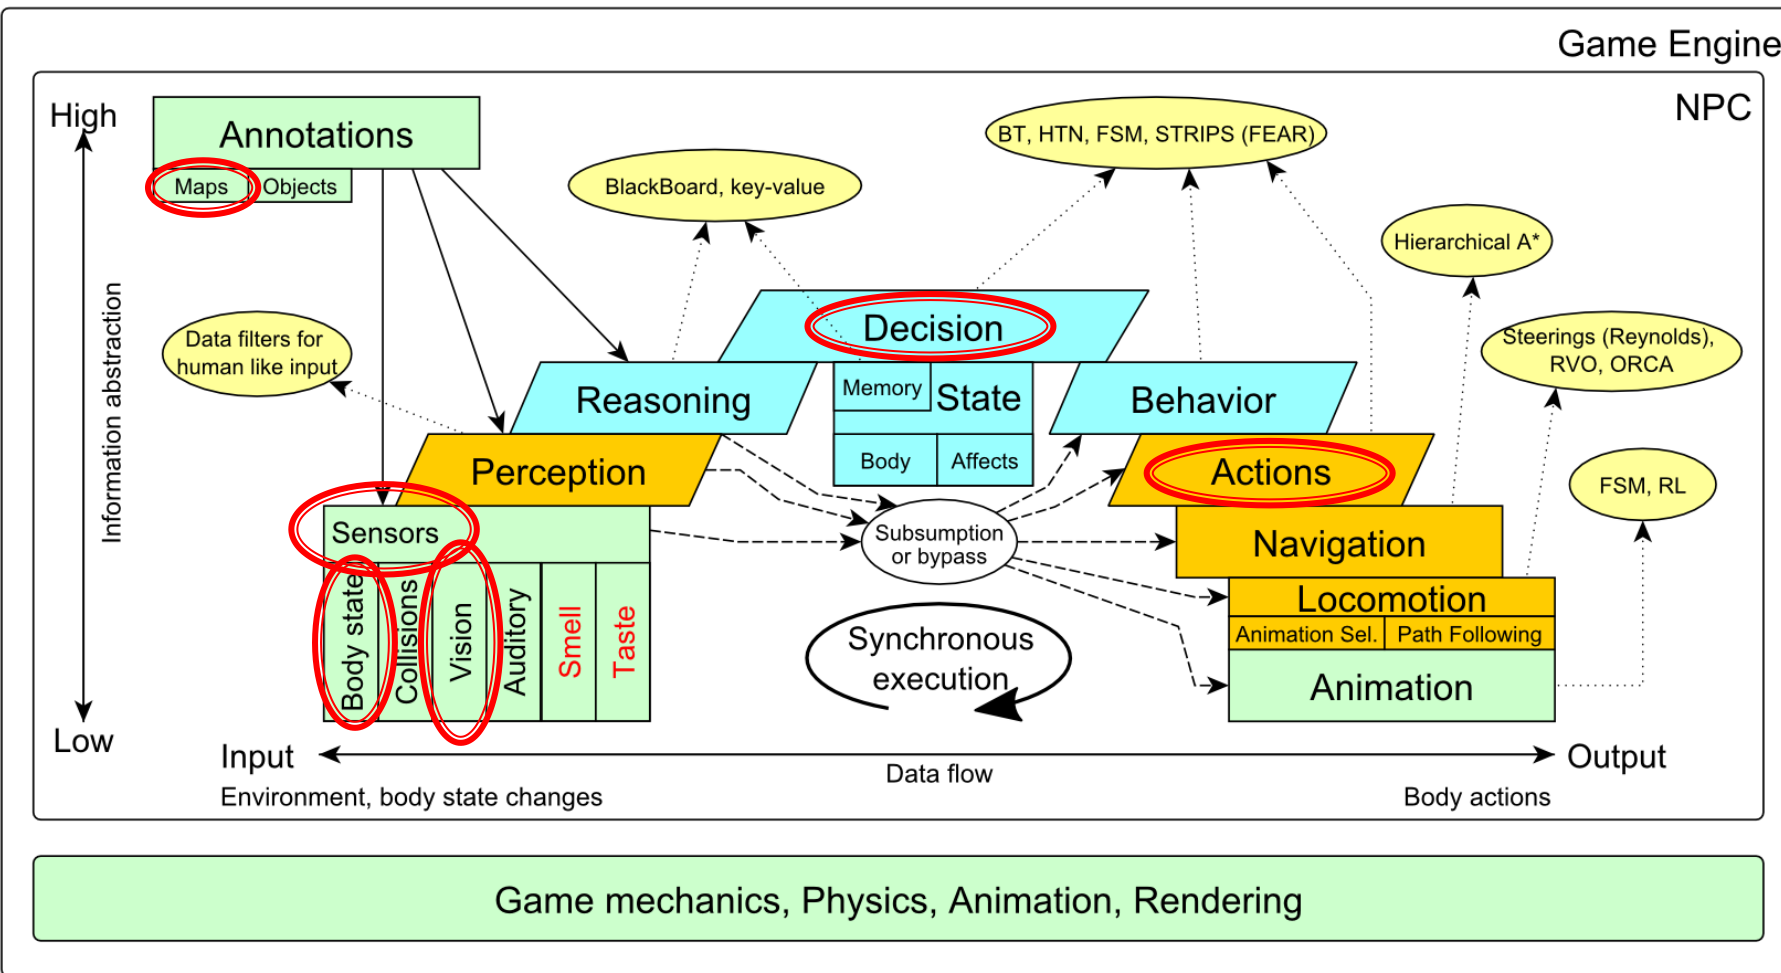 Game Engine
NPC
High
Annotations
Maps
Objects
BlackBoard, key-value
BT, HTN, FSM, STRIPS (FEAR)
Hierarchical A*
Information abstraction
Data filters for
human like input
Decision
Steerings (Reynolds),
RVO, ORCA
Reasoning
Memory
State
Behavior
Perception
Body
Affects
Actions
FSM, RL
Sensors
Subsumption
or bypass
Navigation
Body state
Collisions
Vision
Auditory
Smell
Taste
Locomotion
Animation Sel.
Path Following
Synchronous
execution
Animation
Low
Input
Data flow
Output
Environment, body state changes
Body actions
Game mechanics, Physics, Animation, Rendering